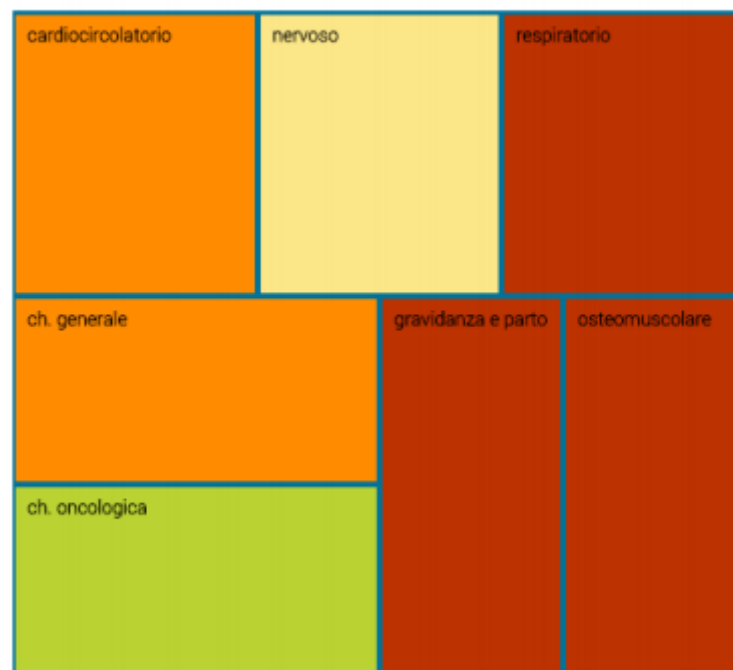 cardiocircolatorio
nervoso
respiratorio
ch. generale
gravidanza e parto
osteomuscolare
ch. oncologica